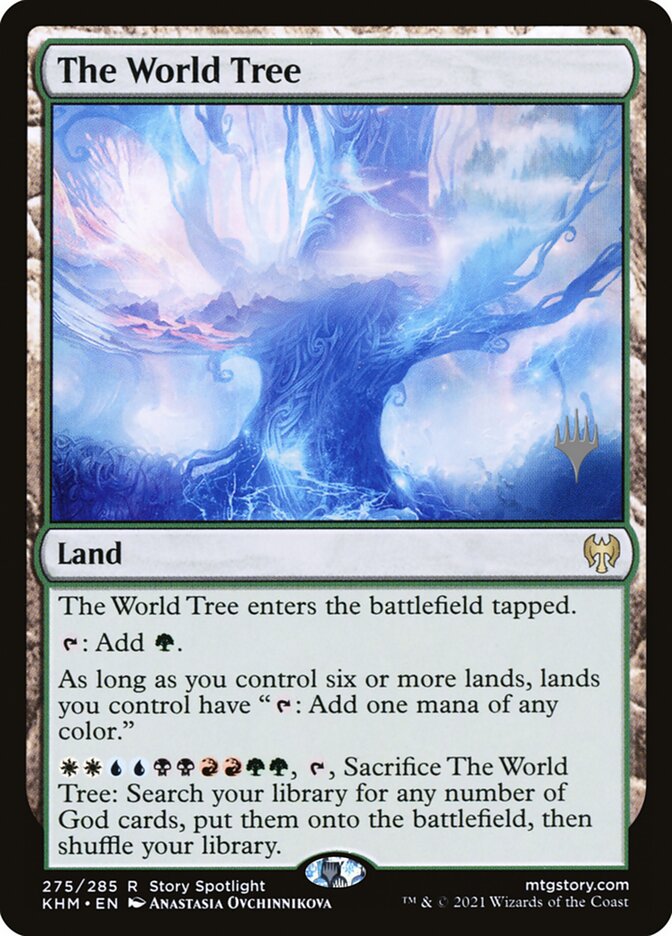 The World Tree
Land
The World Tree enters the battlefield tapped.
: Add .
As long as you control six or more lands, lands
you control have “ : Add one mana of any
color.”
, , Sacrifice The World
Tree: Search your library for any number of
God cards, put them onto the battlefield, then
shuffle your library.
275/285 R Story Spotlight
mtgstory.com
KHM • EN Anastasia Ovchinnikova
™ & © 2021 Wizards of the Coast